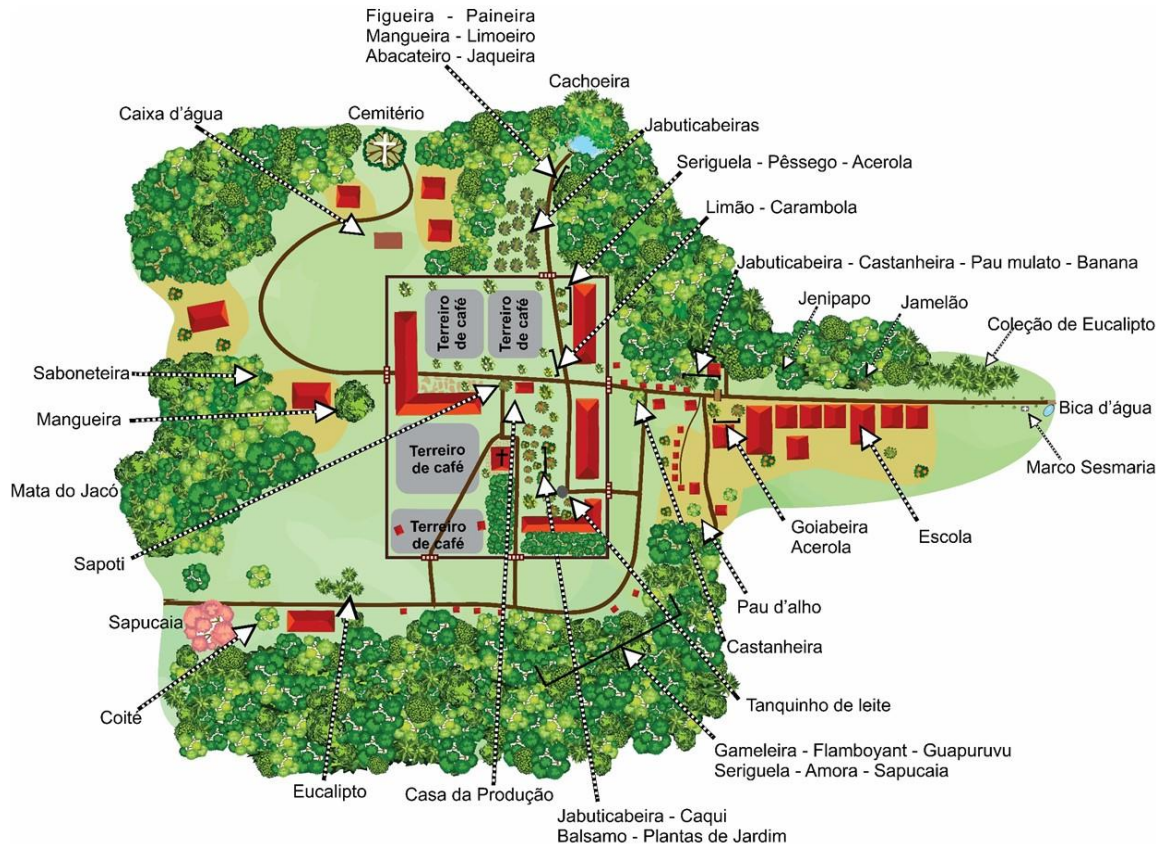 Figueira - Paineira
Mangueira - Limoeiro
Abacateiro - Jaqueira
Cachoeira
Caixa d'água
Cemitério
Jabuticabeiras
Seriguela - Pêssego - Acerola
Limão - Carambola
Jabuticabeira - Castanheira - Pau mulato - Banana
Jenipapo
Jamelão
Coleção de Eucalipto
Terreiro
de café
Terreiro
de café
Saboneteira
Mangueira
Bica d'água
Marco Sesmaria
Terreiro
de café
Mata do Jacó
Terreiro
de café
Goiabeira
Acerola
Escola
Sapoti
Pau d'alho
Sapucaia
Castanheira
Coité
Tanquinho de leite
Gameleira - Flamboyant - Guapuruvu
Seriguela - Amora - Sapucaia
Eucalipto
Casa da Produção
Jabuticabeira - Caqui
Balsamo - Plantas de Jardim